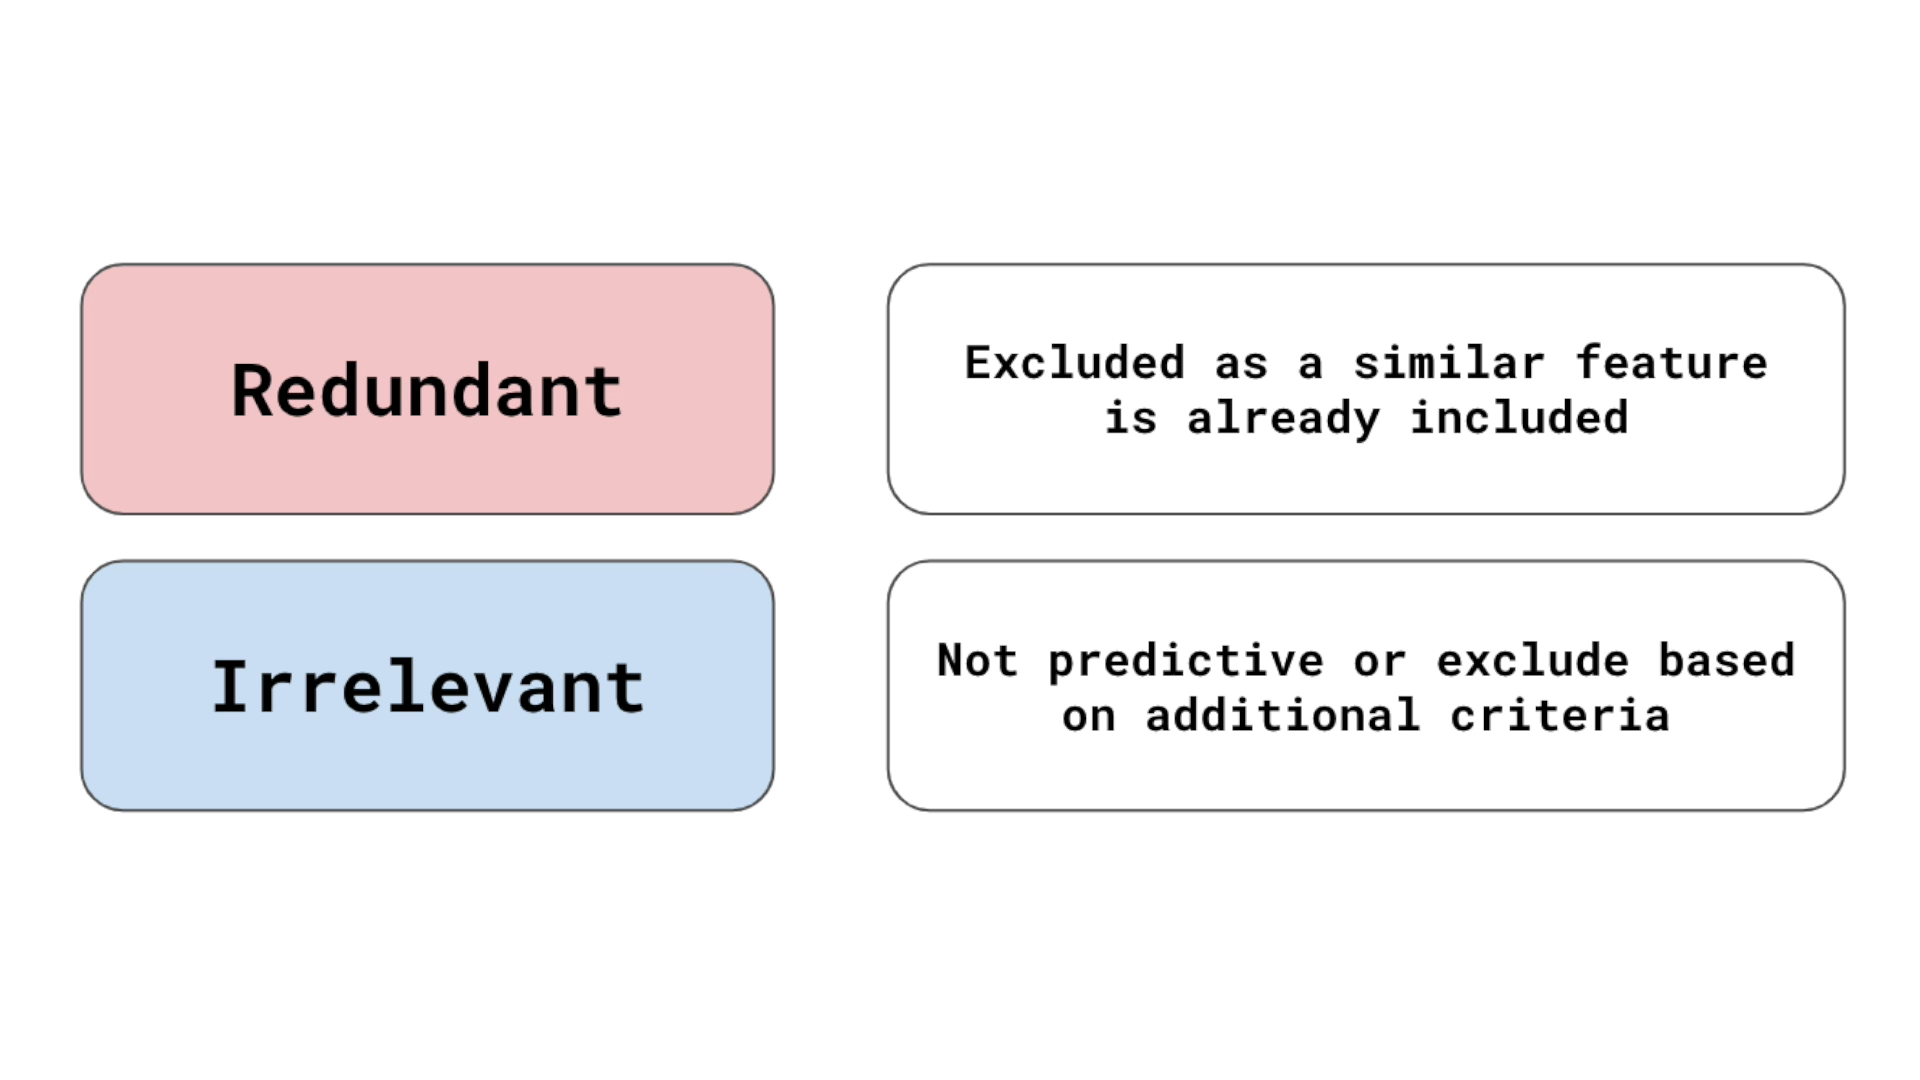 Redundant
Excluded as a similar feature
is already included
Irrelevant
Not predictive or exclude based
on additional criteria